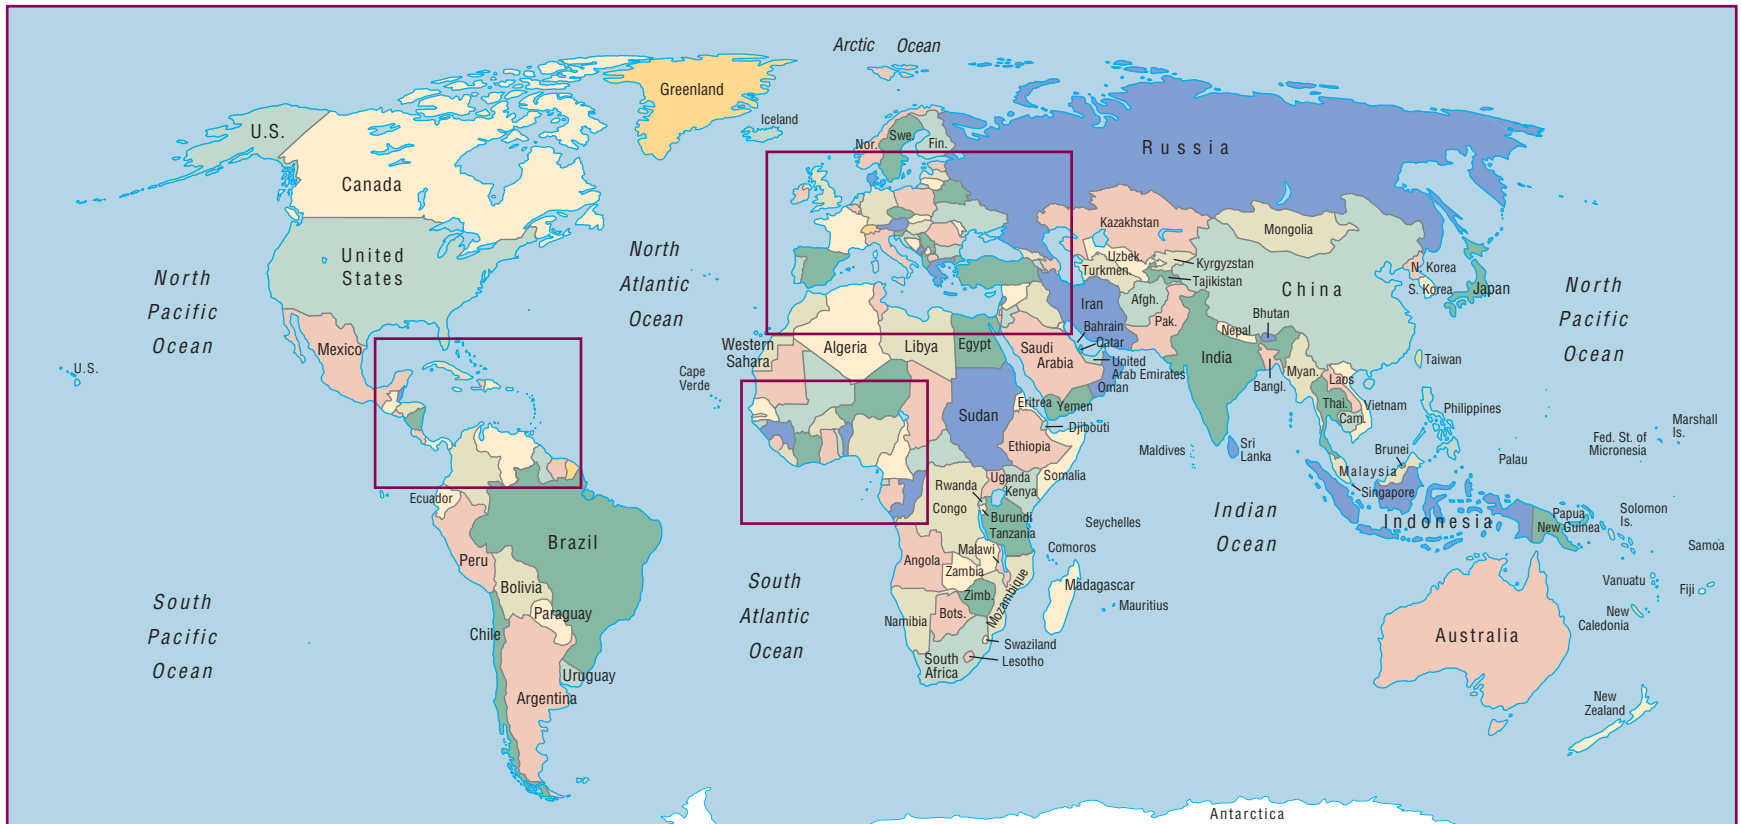 Arctic Ocean
Greenland
Iceland
U.S.
Nor.
Swe.
Fin.
Russia
Canada
Kazakhstan
Mongolia
United
States
North
Atlantic
Ocean
North
Pacific
Ocean
Uzbek.
Turkmen.
Kyrgyzstan
Tajikistan
N. Korea
S. Korea
Japan
China
North
Pacific
Ocean
Iran
Afgh.
Pak.
Bhutan
Nepal
Bahrain
Qatar
United
Arab Emirates
Oman
India
Bangl.
Myan.
Laos
Taiwan
Thai.
Cam.
Vietnam
Philippines
Mexico
U.S.
Western
Sahara
Algeria
Libya
Egypt
Saudi
Arabia
Cape
Verde
Sudan
Eritrea
Yemen
Djibouti
Ethiopia
Somalia
Maldives
Sri
Lanka
Brunei
Malaysia
Singapore
Indonesia
Palau
Fed. St. of
Micronesia
Marshall
Is.
Papua
New Guinea
Solomon
Is.
Samoa
Vanuatu
Fiji
New
Caledonia
Ecuador
Brazil
Peru
Bolivia
Paraguay
Chile
Uruguay
Argentina
South
Pacific
Ocean
South
Atlantic
Ocean
Rwanda
Uganda
Kenya
Congo
Burundi
Tanzania
Seychelles
Comoros
Indian
Ocean
Angola
Malawi
Zambia
Mozambique
Madagascar
Mauritius
Zimb.
Bots.
Namibia
Swaziland
Lesotho
South
Africa
Australia
New
Zealand
Antarctica